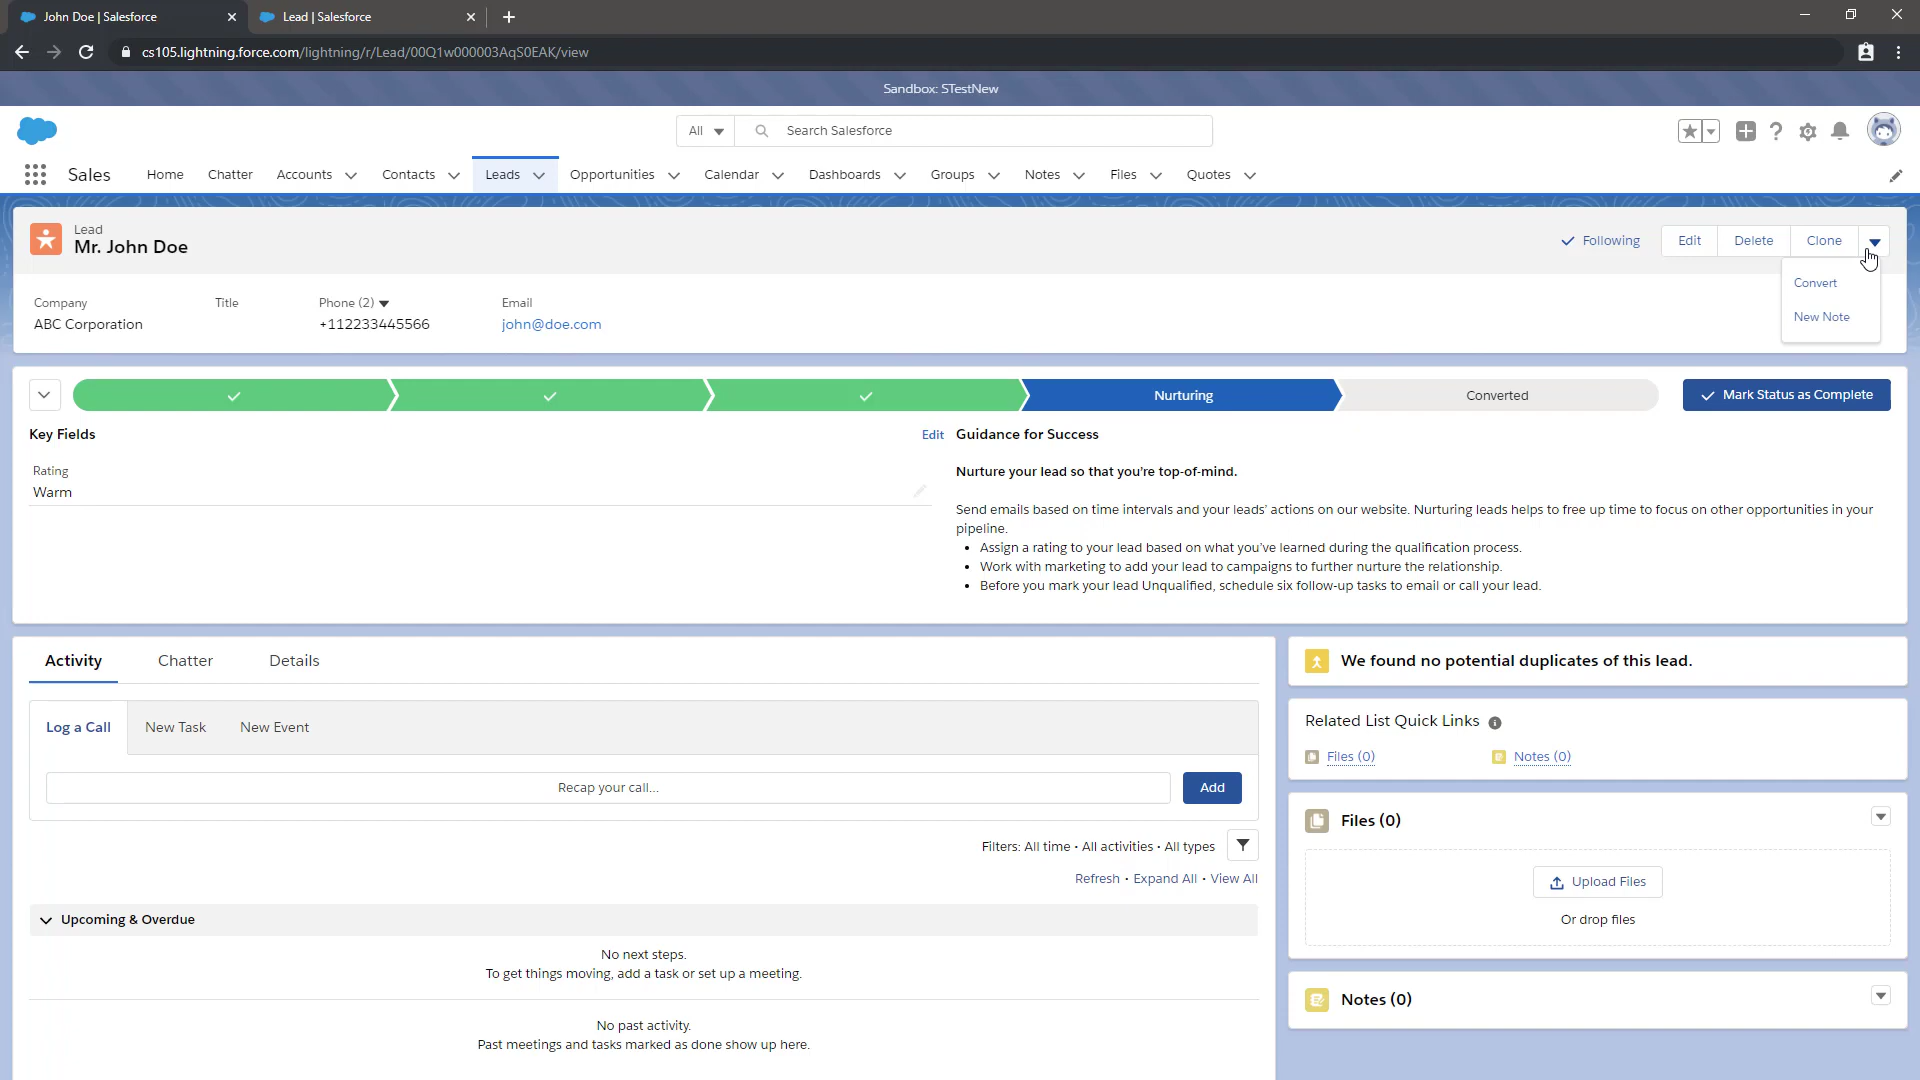 John Doe | Salesforce
Lead | Salesforce
cs105.lightning.force.com/lightning/r/Lead/00Q1w000003AqS0EAK/view
Sandbox: STestNew
All
Search Salesforce
Sales
Home
Chatter
Accounts
Contacts
Leads
Opportunities
Calendar
Dashboards
Groups
Notes
Files
Quotes
Lead
Mr. John Doe
Following
Edit
Delete
Clone
Convert
New Note
Company
ABC Corporation
Title
Phone (2)
+112233445566
Email
john@doe.com
Nurturing
Converted
Mark Status as Complete
Key Fields
Edit
Rating
Warm
Guidance for Success
Nurture your lead so that you're top-of-mind.
Send emails based on time intervals and your leads' actions on our website. Nurturing leads helps to free up time to focus on other opportunities in your
pipeline.
• Assign a rating to your lead based on what you've learned during the qualification process.
• Work with marketing to add your lead to campaigns to further nurture the relationship.
• Before you mark your lead Unqualified, schedule six follow-up tasks to email or call your lead.
Activity
Chatter
Details
Log a Call
New Task
New Event
Recap your call...
Add
Filters: All time • All activities • All types
Refresh • Expand All • View All
Upcoming & Overdue
No next steps.
To get things moving, add a task or set up a meeting.
No past activity.
Past meetings and tasks marked as done show up here.
We found no potential duplicates of this lead.
Related List Quick Links
Files (0)
Notes (0)
Files (0)
Upload Files
Or drop files
Notes (0)